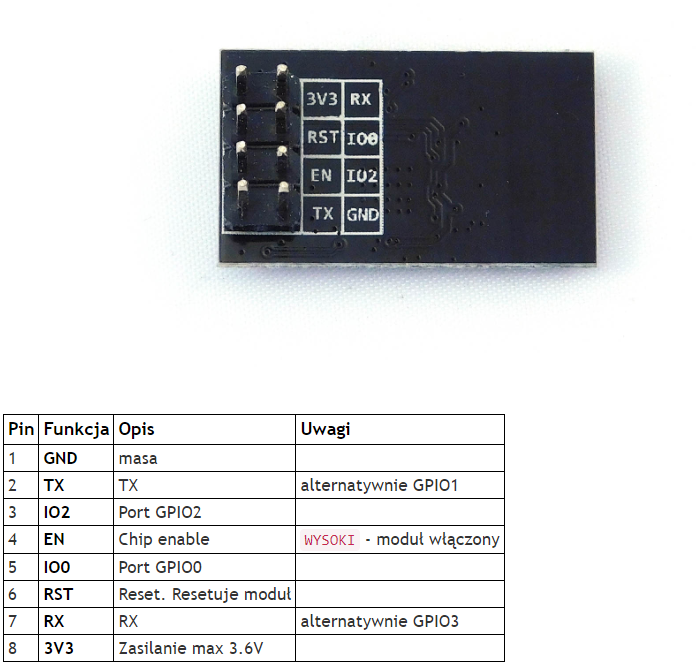 3V3 RX
RST IO0
EN IO2
TX GND
Pin Funkcja Opis Uwagi
1 GND masa
2 TX TX alternatywnie GPIO1
3 IO2 Port GPIO2
4 EN Chip enable WYSOKI - moduł włączony
5 IO0 Port GPIO0
6 RST Reset. Resetuje moduł
7 RX RX alternatywnie GPIO3
8 3V3 Zasilanie max 3.6V